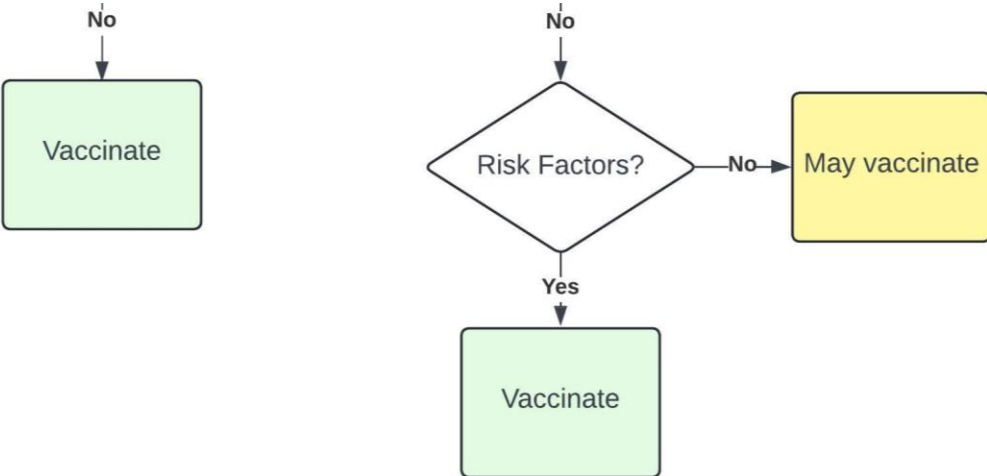 No
No
Vaccinate
Risk Factors?
No
May vaccinate
Yes
Vaccinate